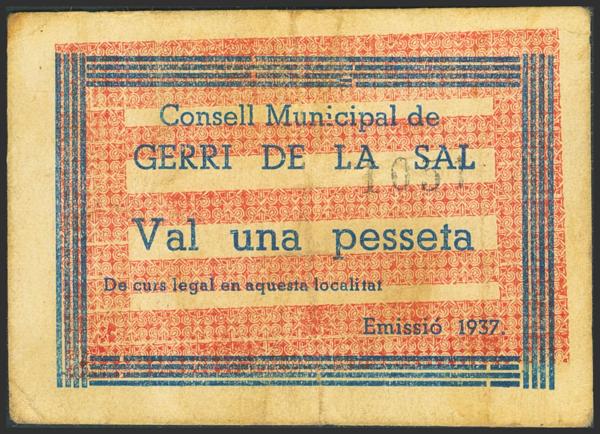 Consell Municipal de
GERRI DE LA SAL
Val una pesseta
De curs legal en aquesta localitat
Emissió 1937.